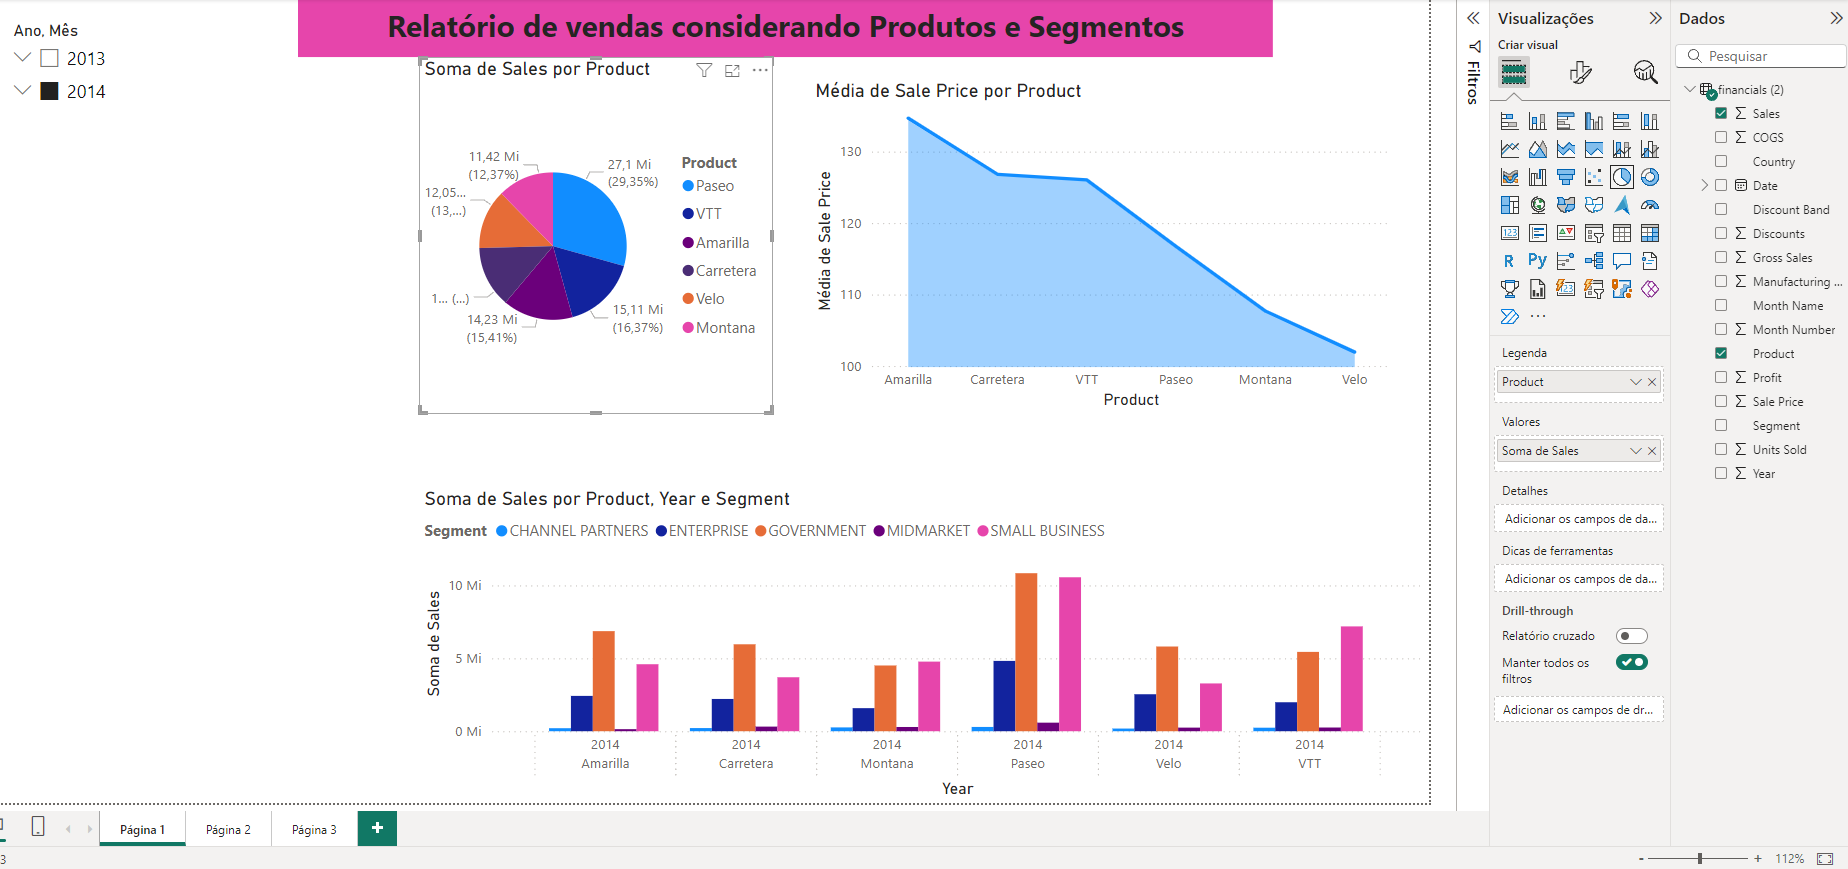 Relatório de vendas considerando Produtos e Segmentos
Ano, Mês
2013
2014
Soma de Sales por Product
11,42 Mi
(12,37%)
27,1 Mi
(29,35%)
12,05...
(13,...)
1... (...)
14,23 Mi
(15,41%)
15,11 Mi
(16,37%)
Product
Paseo
VTT
Amarilla
Carretera
Velo
Montana
Média de Sale Price por Product
Média de Sale Price
130
120
110
100
Amarilla Carretera VTT Paseo Montana Velo
Product
Soma de Sales por Product, Year e Segment
Segment CHANNEL PARTNERS ENTERPRISE GOVERNMENT MIDMARKET SMALL BUSINESS
Soma de Sales
10 Mi
5 Mi
0 Mi
2014 2014 2014 2014 2014 2014
Amarilla Carretera Montana Paseo Velo VTT
Year
Página 1 Página 2 Página 3 +
3
Filtros
Visualizações
Criar visual
123
R Py
123
...
Legenda
Product
Valores
Soma de Sales
Detalhes
Adicionar os campos de da...
Dicas de ferramentas
Adicionar os campos de da...
Drill-through
Relatório cruzado
Manter todos os
filtros
Adicionar os campos de dr...
Dados
Pesquisar
financials (2)
∑ Sales
∑ COGS
Country
Date
Discount Band
∑ Discounts
∑ Gross Sales
∑ Manufacturing ...
Month Name
∑ Month Number
Product
∑ Profit
∑ Sale Price
Segment
∑ Units Sold
∑ Year
- + 112%